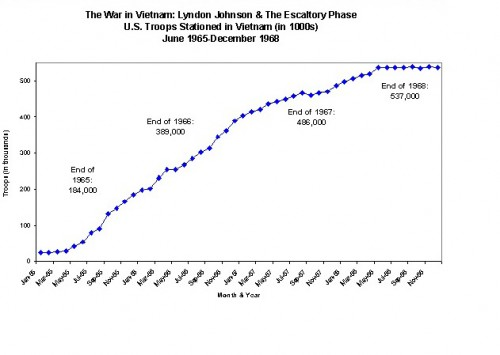 The War in Vietnam: Lyndon Johnson & The Escaltory Phase
U.S. Troops Stationed in Vietnam (in 1000s)
June 1965-December 1968
Troops (in thousands)
500
400
300
200
100
0
End of
1965:
184,000
End of 1966:
389,000
End of 1967:
486,000
End of 1968:
537,000
Jan-65
Mar-65
May-65
Jul-65
Sep-65
Nov-65
Jan-66
Mar-66
May-66
Jul-66
Sep-66
Nov-66
Jan-67
Mar-67
May-67
Jul-67
Sep-67
Nov-67
Jan-68
Mar-68
May-68
Jul-68
Sep-68
Nov-68
Month & Year